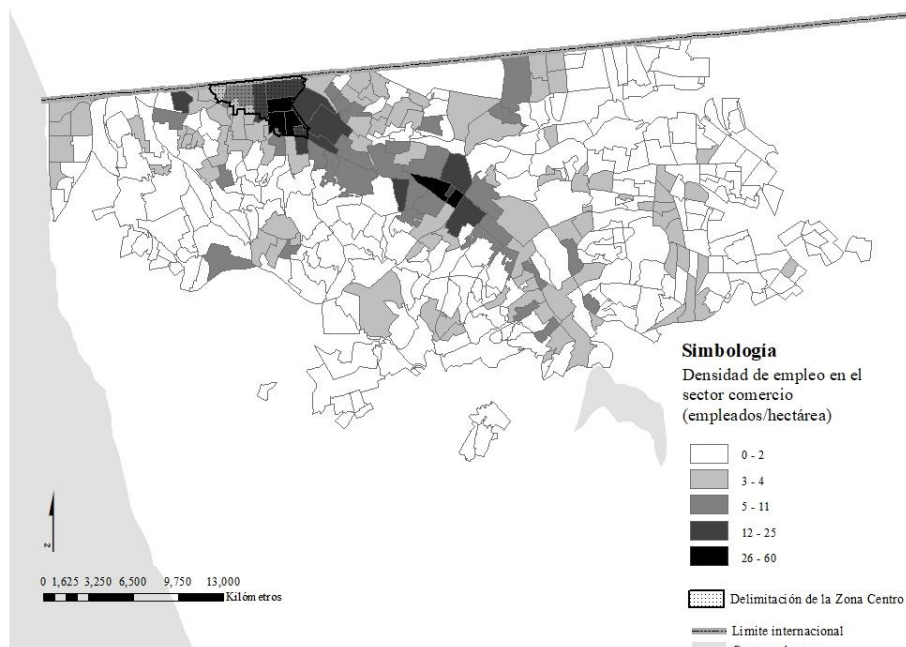 Simbología
Densidad de empleo en el
sector comercio
(empleados/hectárea)
0 - 2
3 - 4
5 - 11
12 - 25
26 - 60
Delimitación de la Zona Centro
Limite internacional
N
0 1,625 3,250 6,500 9,750 13,000
Kilómetros